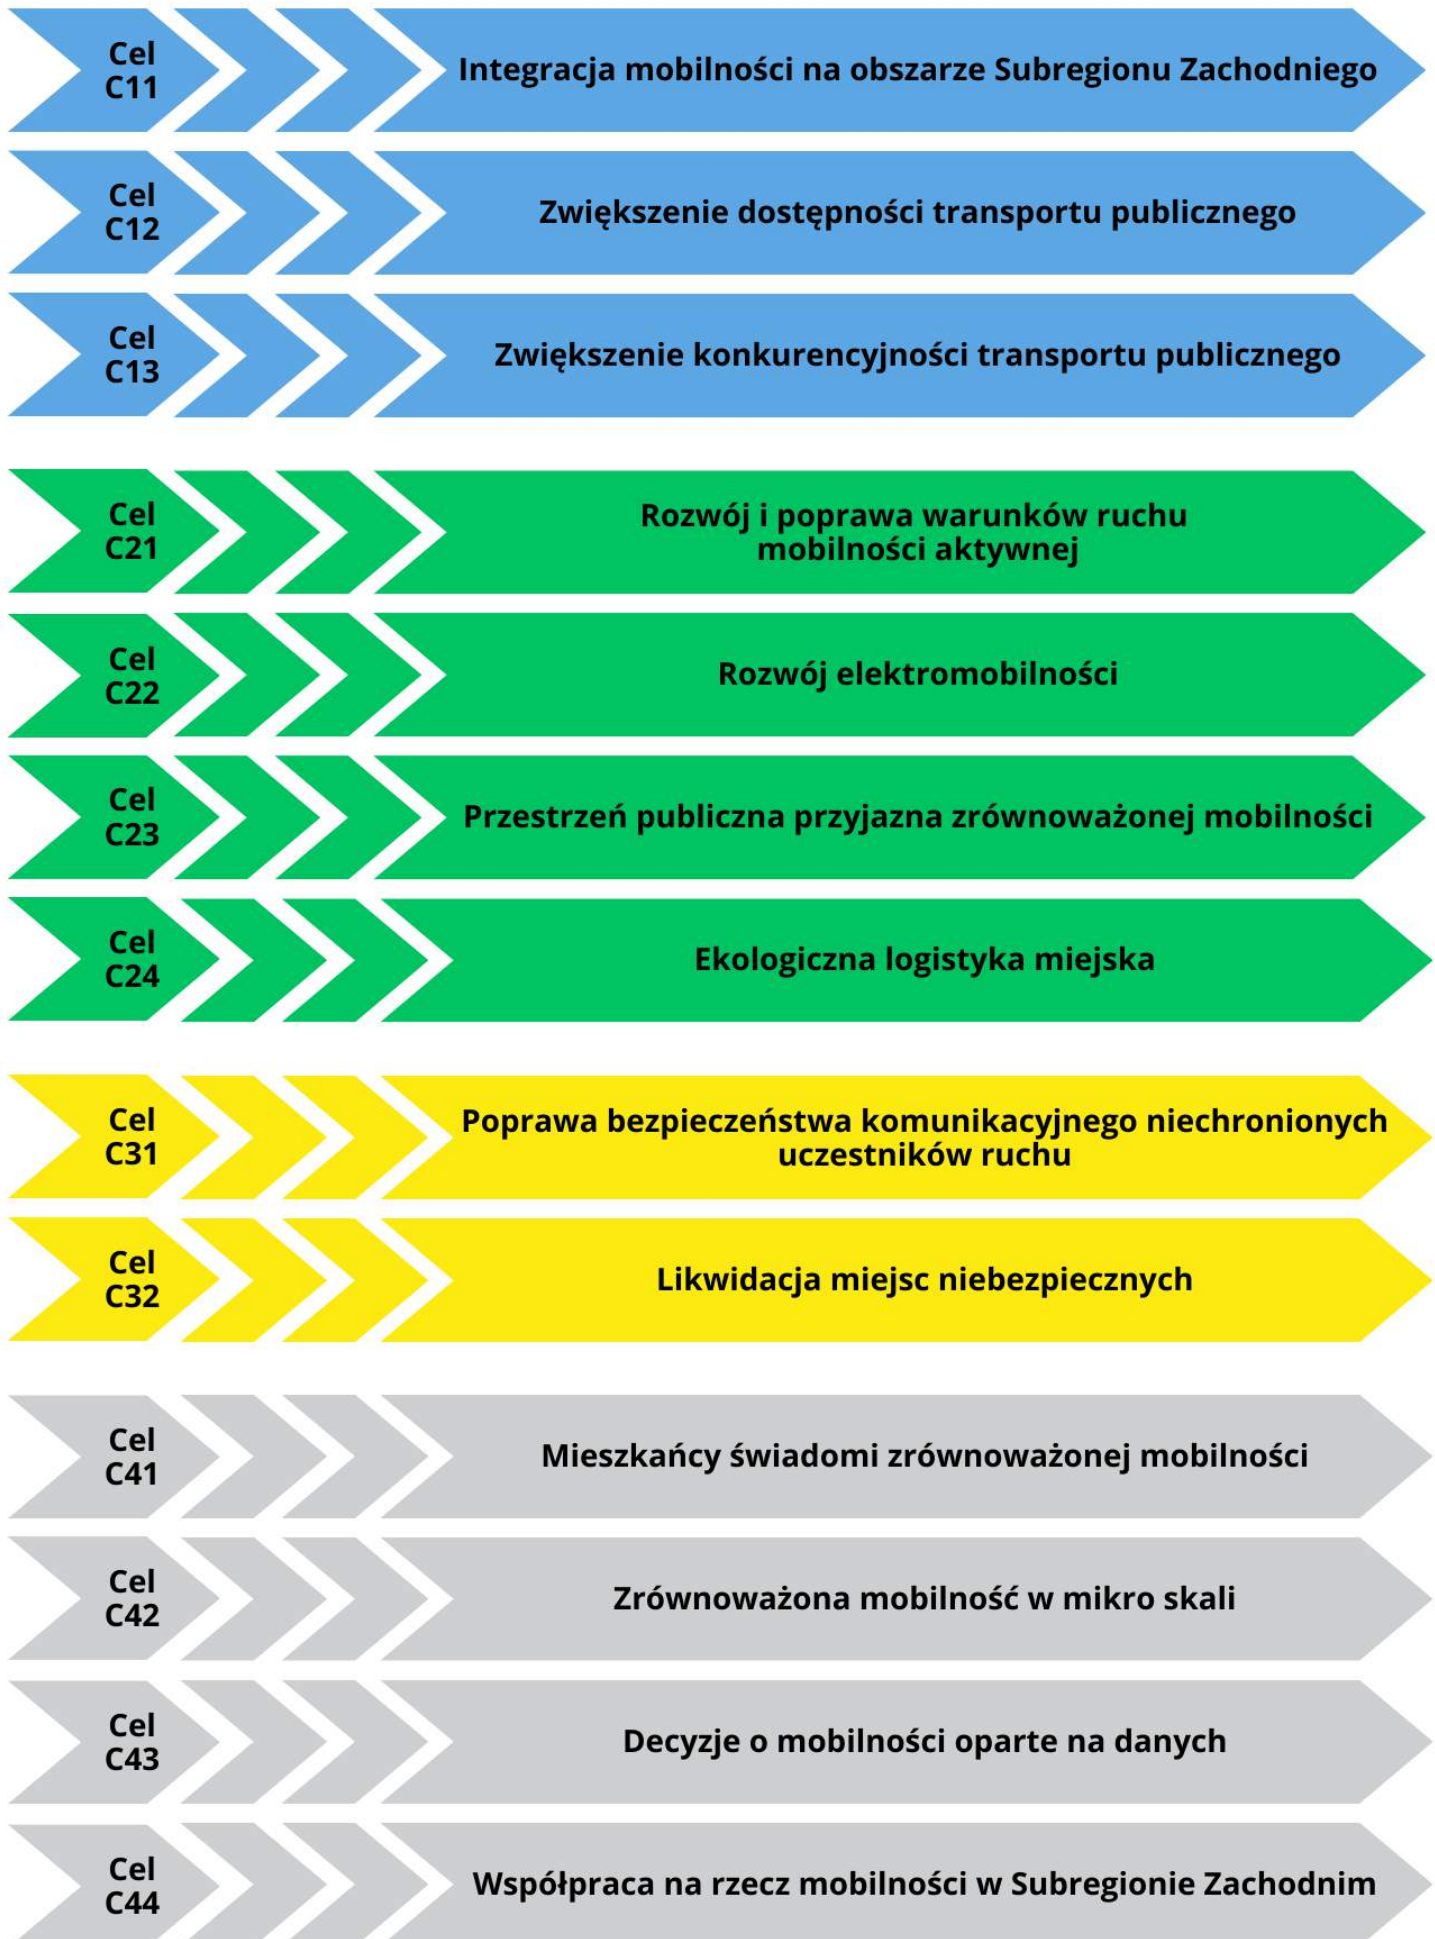 Cel
C11
Integracja mobilności na obszarze Subregionu Zachodniego
Cel
C12
Zwiększenie dostępności transportu publicznego
Cel
C13
Zwiększenie konkurencyjności transportu publicznego
Cel
C21
Rozwój i poprawa warunków ruchu
mobilności aktywnej
Cel
C22
Rozwój elektromobilności
Cel
C23
Przestrzeń publiczna przyjazna zrównoważonej mobilności
Cel
C24
Ekologiczna logistyka miejska
Cel
C31
Poprawa bezpieczeństwa komunikacyjnego niechronionych
uczestników ruchu
Cel
C32
Likwidacja miejsc niebezpiecznych
Cel
C41
Mieszkańcy świadomi zrównoważonej mobilności
Cel
C42
Zrównoważona mobilność w mikro skali
Cel
C43
Decyzje o mobilności oparte na danych
Cel
C44
Współpraca na rzecz mobilności w Subregionie Zachodnim